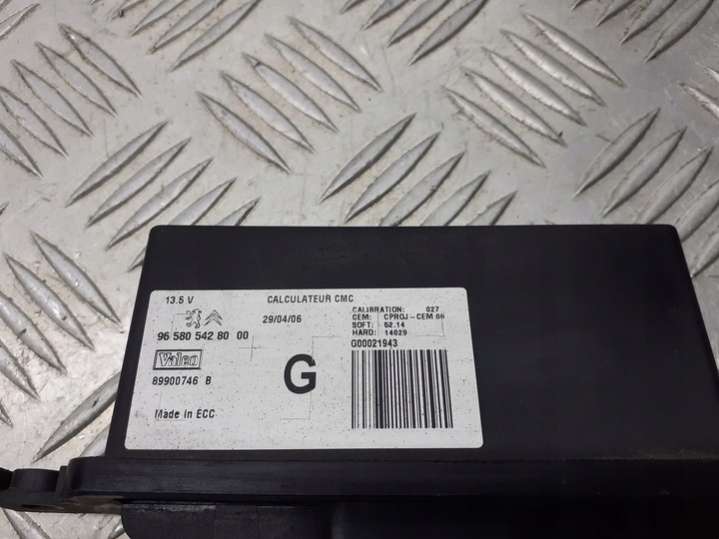 13.5 V
CALCULATEUR CMC
29/04/06
96 580 542 80 00
Valeo
89900746 B
Made in ECC
G
CALIBRATION: 027
CEM: CPROJ-CEM 06
SOFT: 52.14
HARD: 14029
G00021943